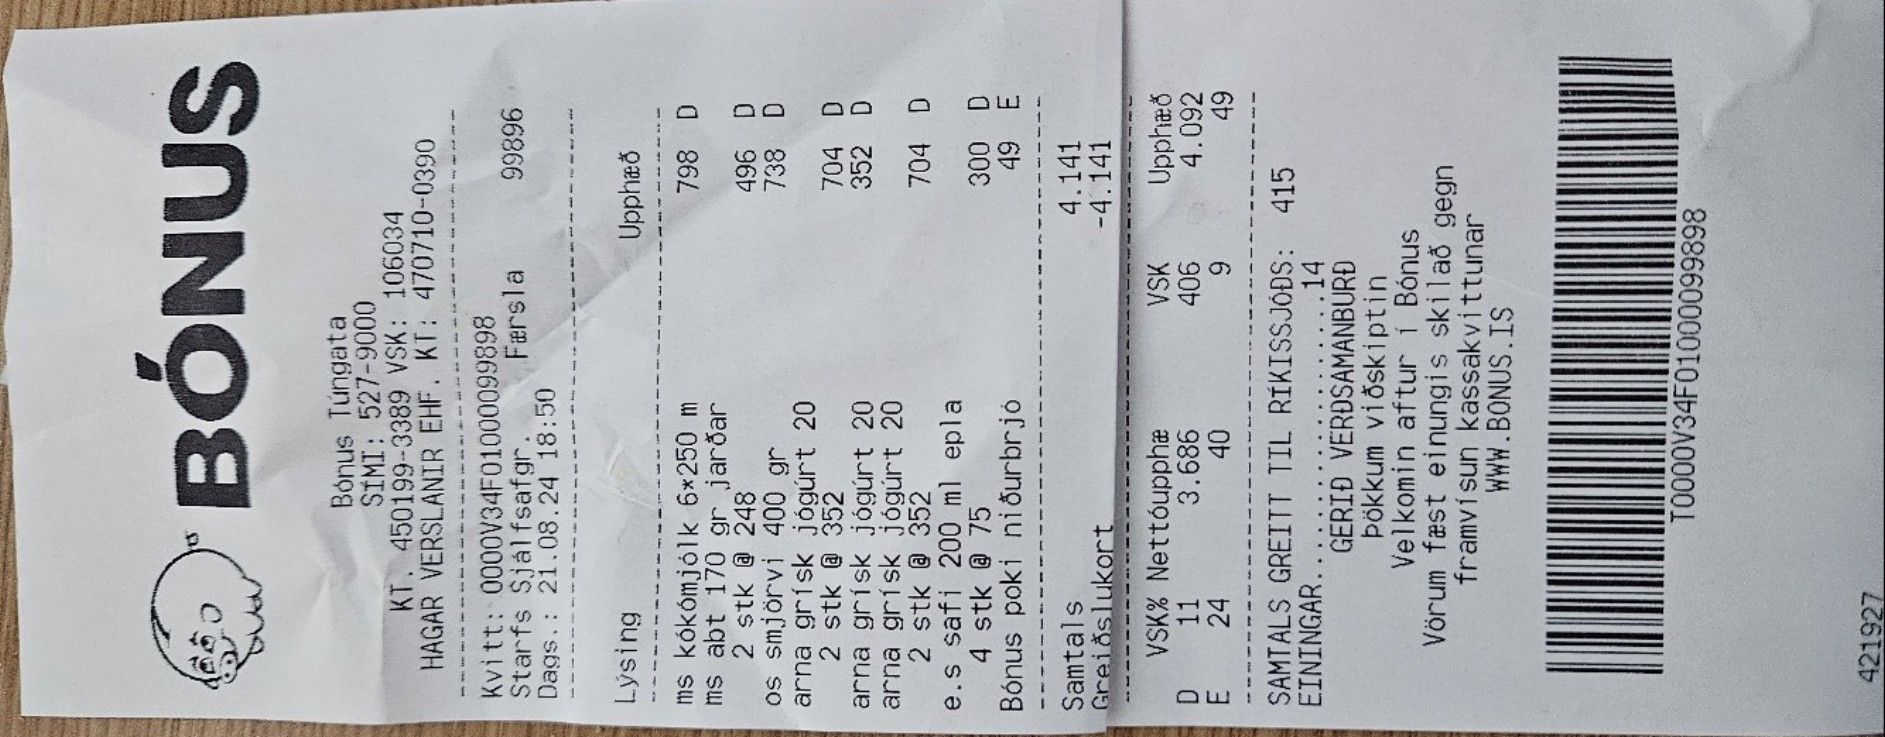 BÓNUS
Bónus Túngata
SÍMI: 527-9000
KT. 450199-3389 VSK: 106034
HAGAR VERSLANIR EHF. KT: 470710-0390
Kvitt: 0000V34F010000099898
Starfs Sjálfsafgr. Færsla 99896
Dags.: 21.08.24 18:50
Lýsing Upphæð
ms kókómjólk 6*250 m 798 D
ms abt 170 gr jarðar
2 stk @ 248 496 D
os smjörvi 400 gr 738 D
arna grísk jógúrt 20
2 stk @ 352 704 D
arna grísk jógúrt 20 352 D
arna grísk jógúrt 20
2 stk @ 352 704 D
e.s safi 200 ml epla
4 stk @ 75 300 D
Bónus poki niðurbrjó 49 E
Samtals 4.141
Greiðslukort -4.141
VSK% Nettóupphæ VSK Upphæð
D 11 3.686 406 4.092
E 24 40 9 49
SAMTALS GREITT TIL RÍKISSJÓÐS: 415
EININGAR.......................14
GERIÐ VERÐSAMANBURÐ
Þökkum viðskiptin
Velkomin aftur í Bónus
Vörum fæst einungis skilað gegn
framvísun kassakvittunar
WWW.BONUS.IS
T0000V34F010000099898
421927